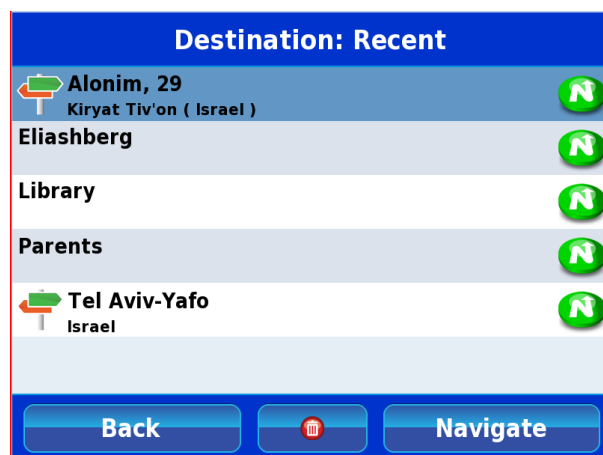 Destination: Recent
Alonim, 29
Kiryat Tiv'on ( Israel )
Eliashberg
Library
Parents
Tel Aviv-Yafo
Israel
Back
Navigate